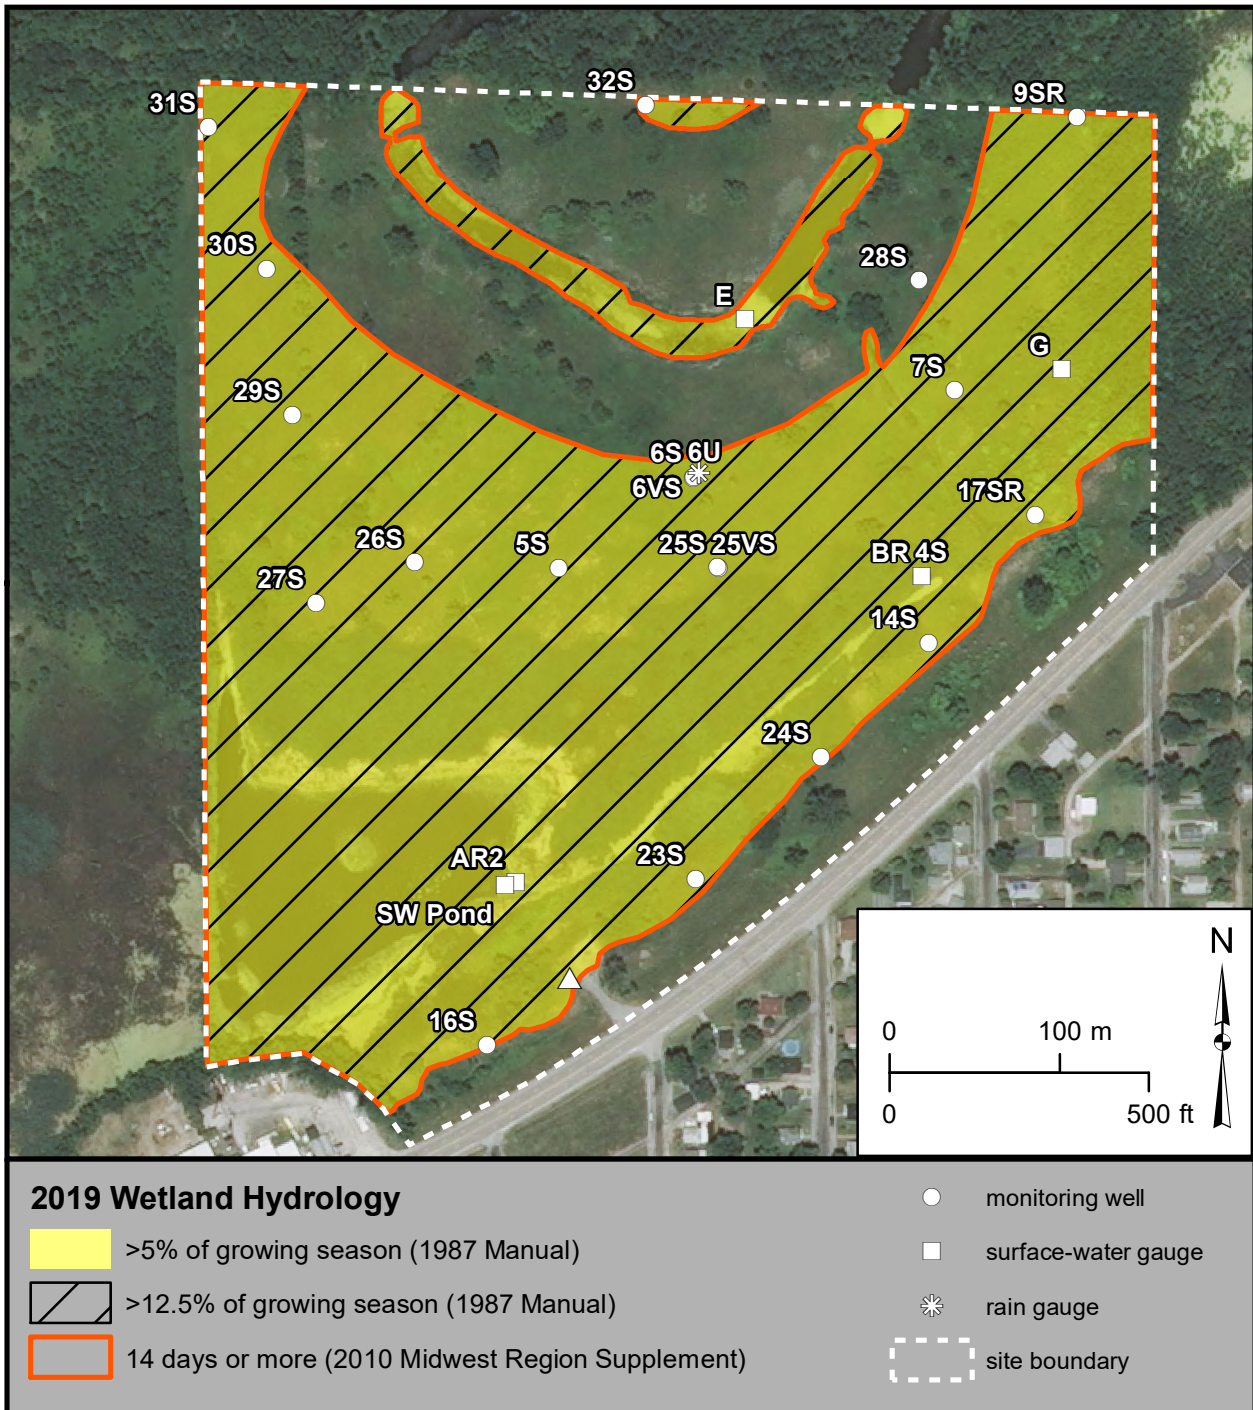 32S
9SR
31S
30S
28S
E
G
7S
29S
6S 6U
6VS
17SR
26S
5S
25S 25VS
BR 4S
27S
14S
24S
23S
AR2
SW Pond
16S
N
0 100 m
0 500 ft
2019 Wetland Hydrology
>5% of growing season (1987 Manual)
>12.5% of growing season (1987 Manual)
14 days or more (2010 Midwest Region Supplement)
monitoring well
surface-water gauge
rain gauge
site boundary